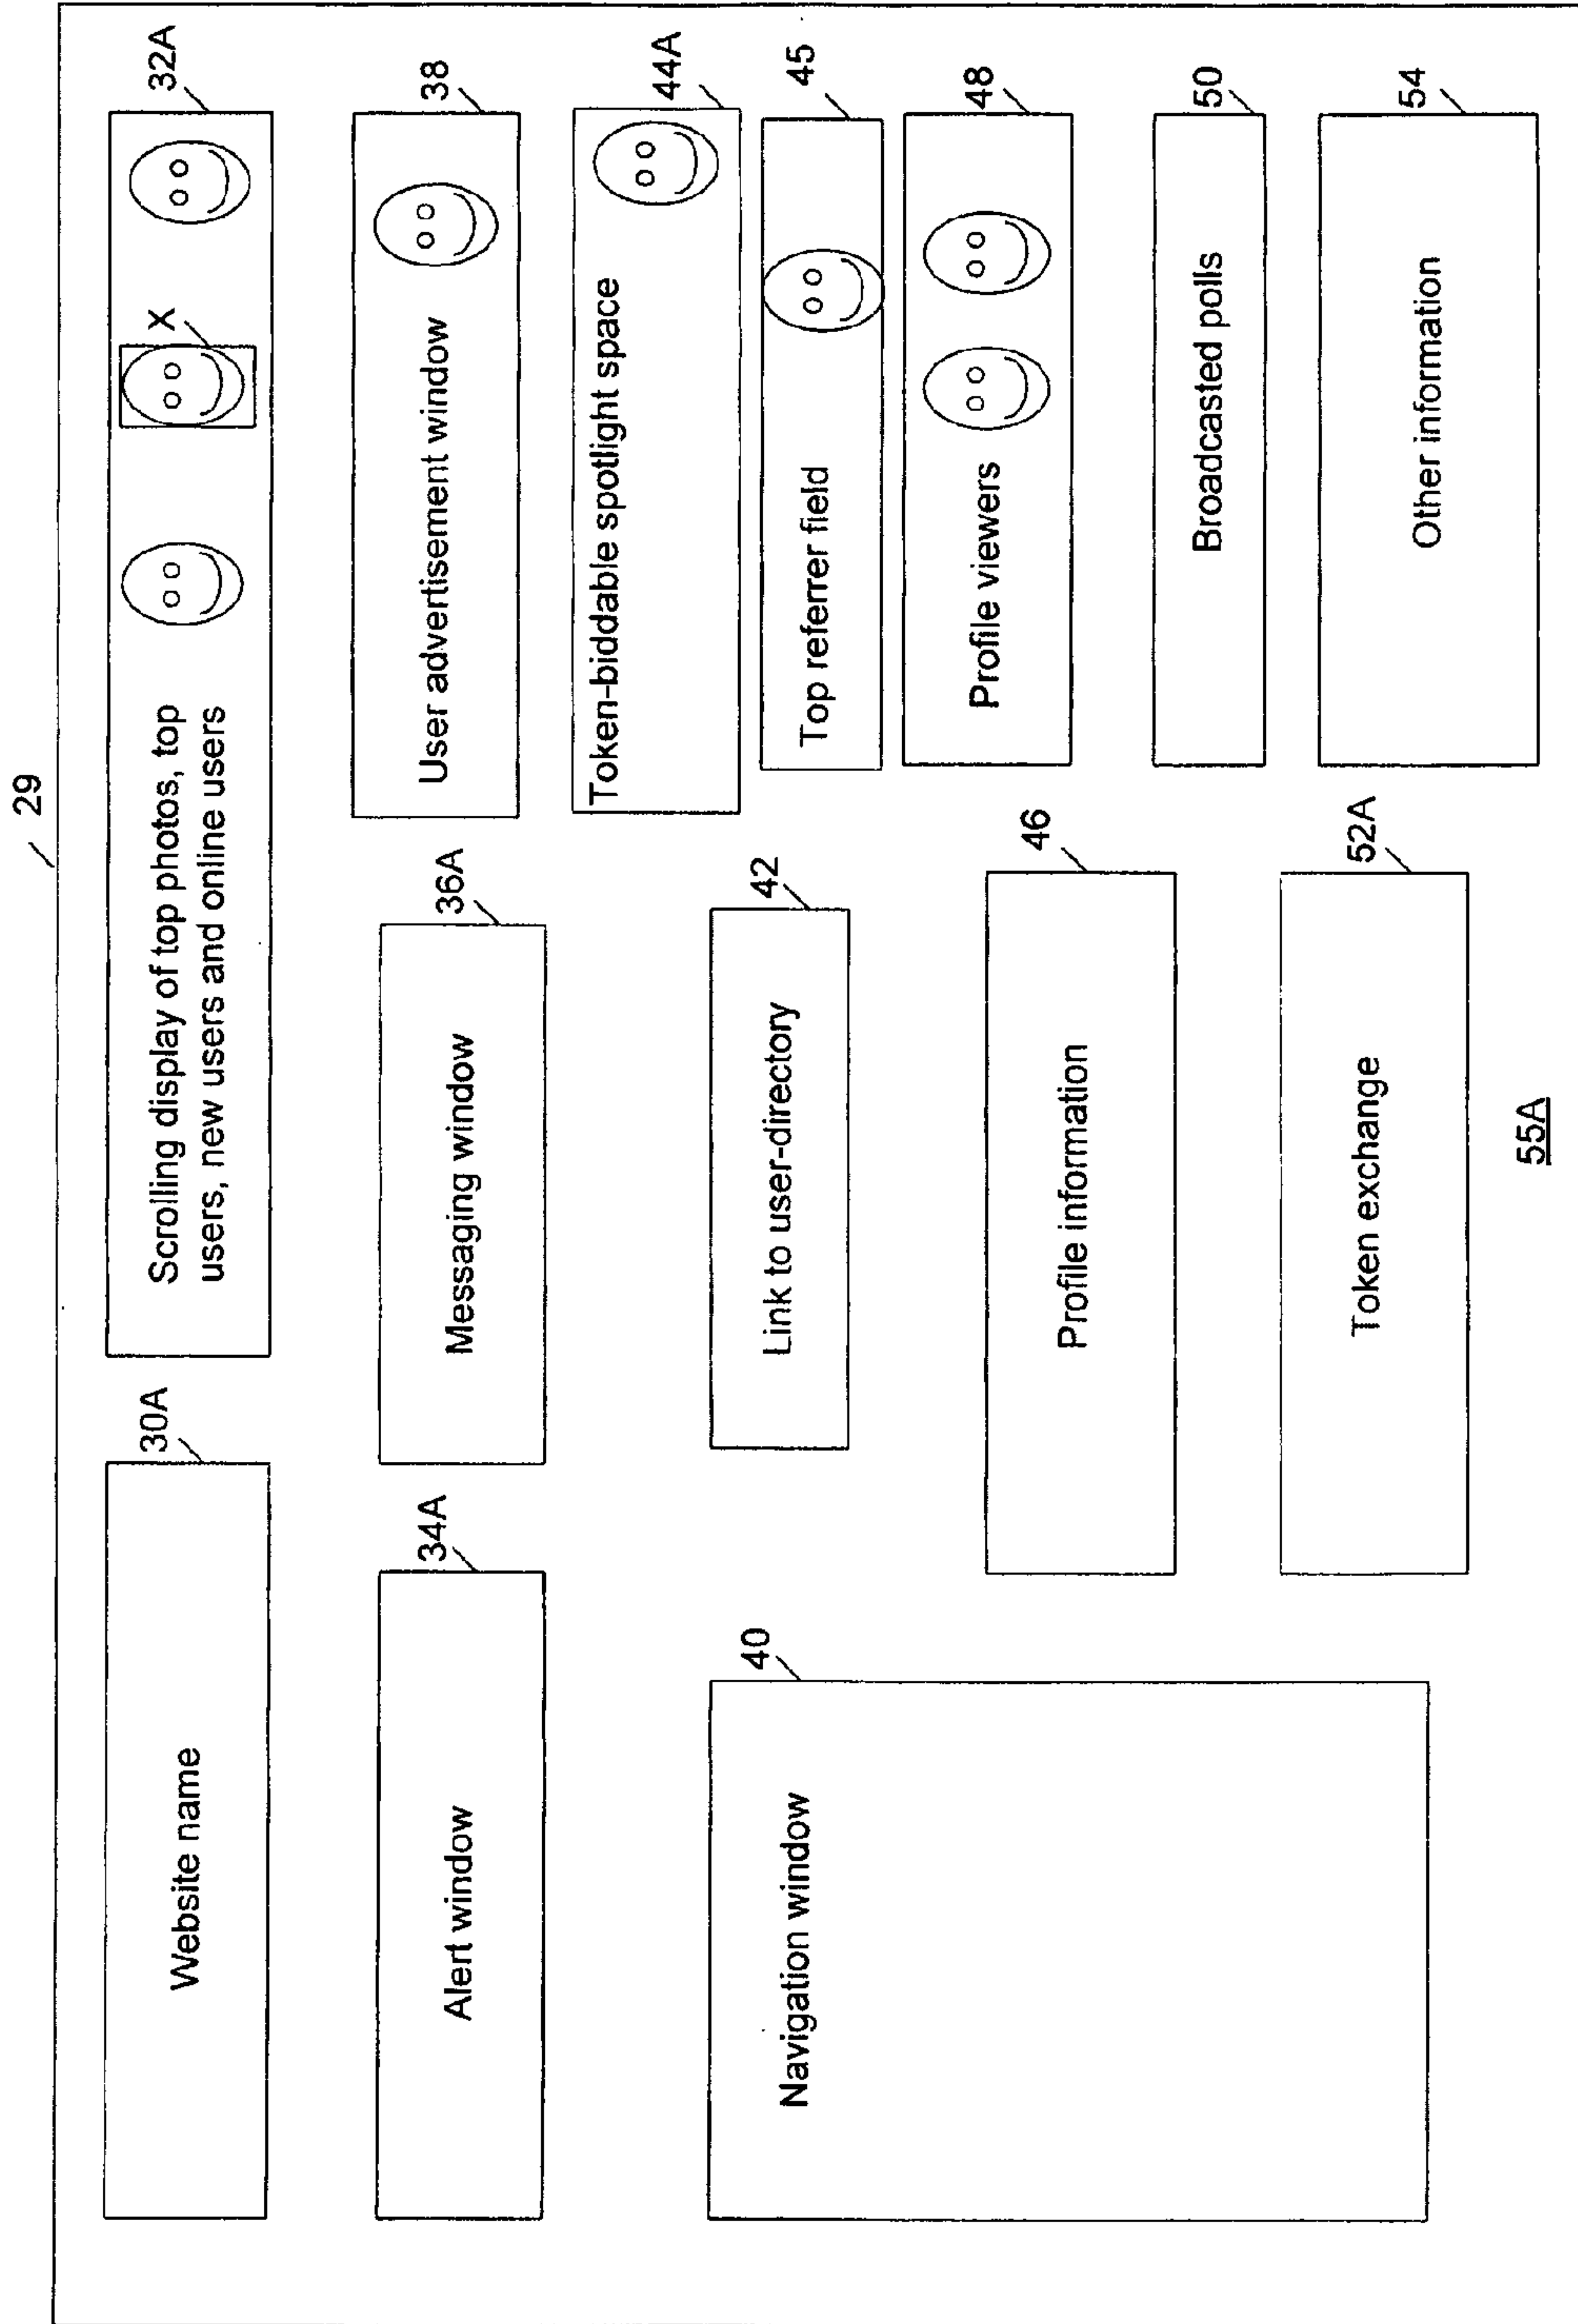 29
30A
Website name
32A
Scrolling display of top photos, top
users, new users and online users
X
34A
Alert window
36A
Messaging window
38
User advertisement window
40
Navigation window
42
Link to user-directory
44A
Token-biddable spotlight space
45
Top referrer field
46
Profile information
48
Profile viewers
50
Broadcasted polls
52A
Token exchange
54
Other information
55A